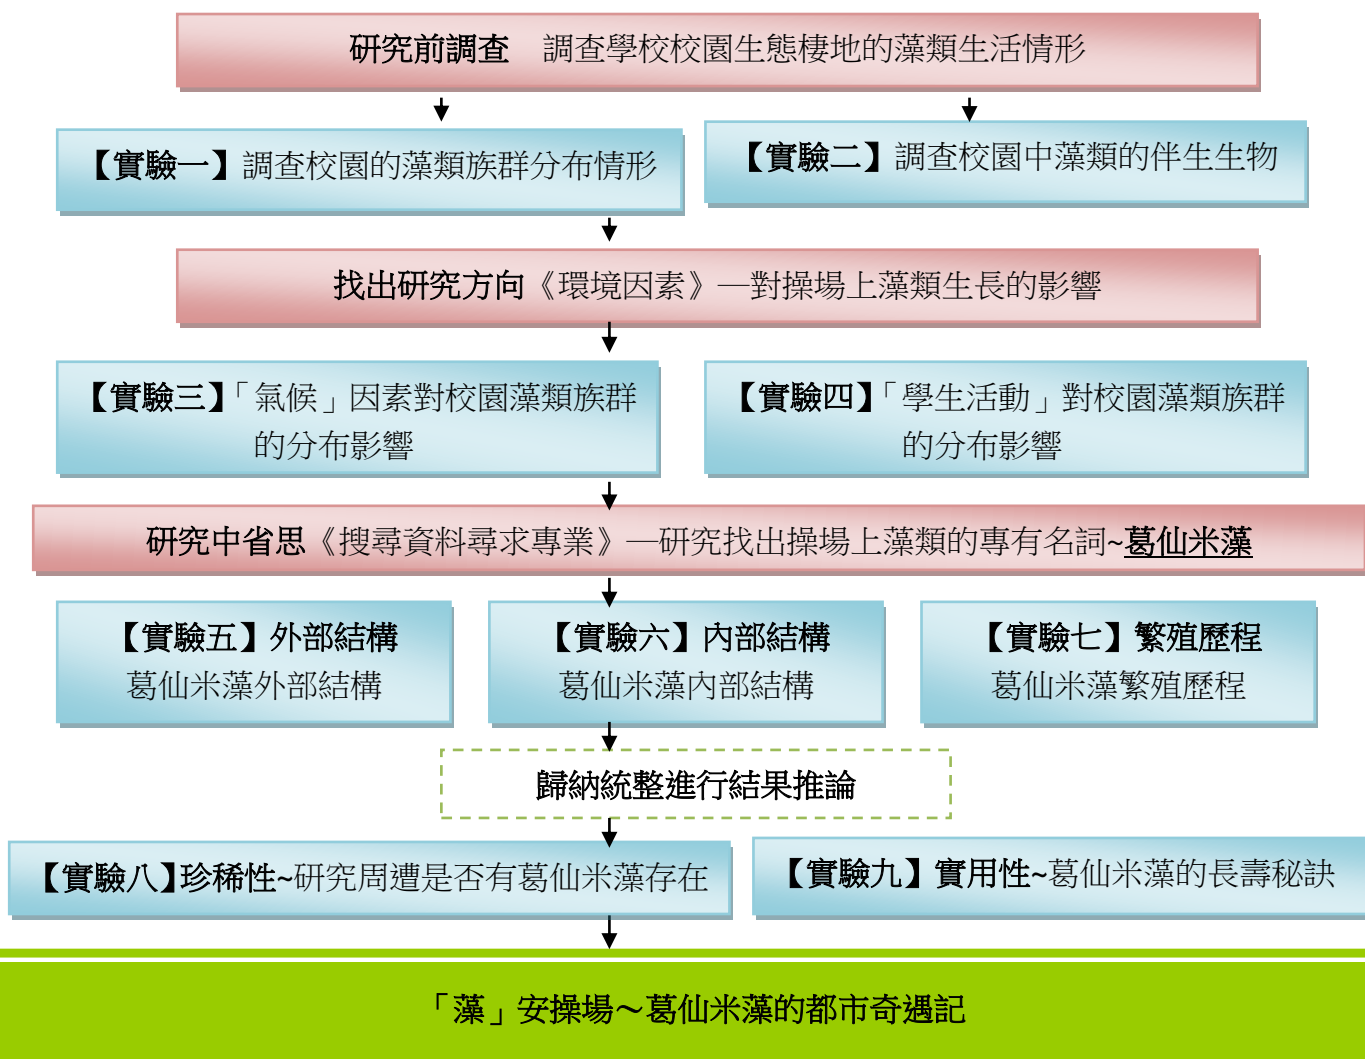 研究前調查　調查學校校園生態棲地的藻類生活情形
【實驗一】調查校園的藻類族群分布情形
【實驗二】調查校園中藻類的伴生生物
找出研究方向《環境因素》—對操場上藻類生長的影響
【實驗三】「氣候」因素對校園藻類族群
的分布影響
【實驗四】「學生活動」對校園藻類族群
的分布影響
研究中省思《搜尋資料尋求專業》—研究找出操場上藻類的專有名詞~葛仙米藻
【實驗五】外部結構
葛仙米藻外部結構
【實驗六】內部結構
葛仙米藻內部結構
【實驗七】繁殖歷程
葛仙米藻繁殖歷程
歸納統整進行結果推論
【實驗八】珍稀性~研究周遭是否有葛仙米藻存在
【實驗九】實用性~葛仙米藻的長壽秘訣
「藻」安操場～葛仙米藻的都市奇遇記